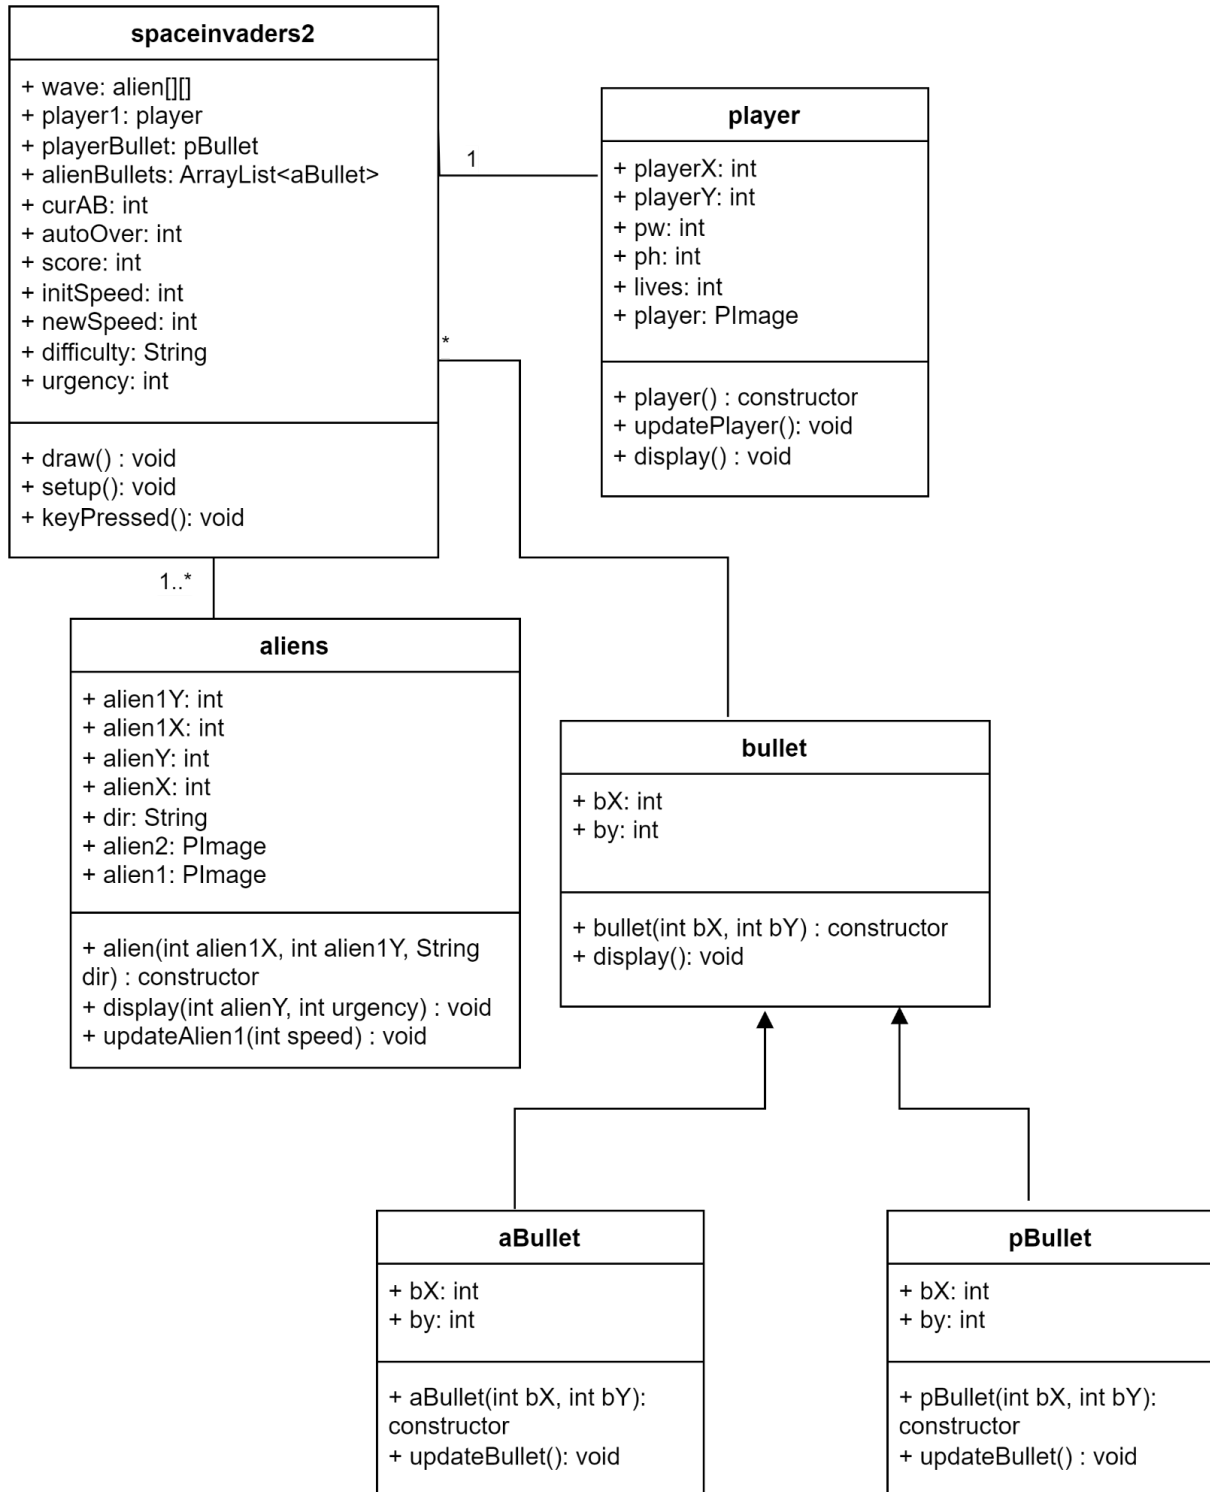 spaceinvaders2
+ wave: alien[][]
+ player1: player
+ playerBullet: pBullet
+ alienBullets: ArrayList<aBullet>
+ curAB: int
+ autoOver: int
+ score: int
+ initSpeed: int
+ newSpeed: int
+ difficulty: String
+ urgency: int
+ draw() : void
+ setup(): void
+ keyPressed(): void
1
*
1..*
player
+ playerX: int
+ playerY: int
+ pw: int
+ ph: int
+ lives: int
+ player: PImage
+ player() : constructor
+ updatePlayer(): void
+ display() : void
aliens
+ alien1Y: int
+ alien1X: int
+ alienY: int
+ alienX: int
+ dir: String
+ alien2: PImage
+ alien1: PImage
+ alien(int alien1X, int alien1Y, String
dir) : constructor
+ display(int alienY, int urgency) : void
+ updateAlien1(int speed) : void
bullet
+ bX: int
+ by: int
+ bullet(int bX, int bY) : constructor
+ display(): void
aBullet
+ bX: int
+ by: int
+ aBullet(int bX, int bY):
constructor
+ updateBullet(): void
pBullet
+ bX: int
+ by: int
+ pBullet(int bX, int bY):
constructor
+ updateBullet() : void